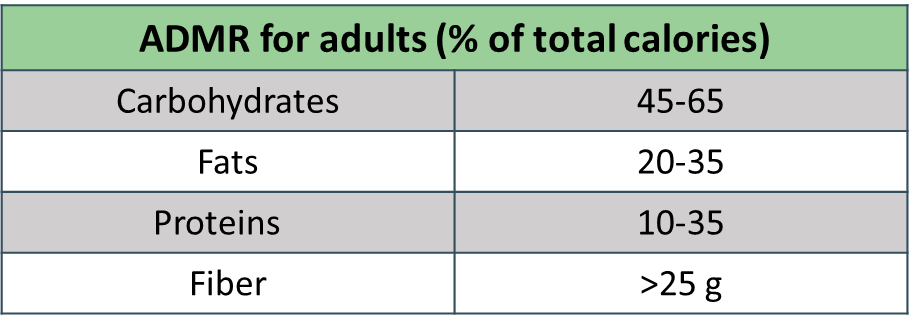 ADMR for adults (% of total calories)
Carbohydrates 45-65
Fats 20-35
Proteins 10-35
Fiber >25 g